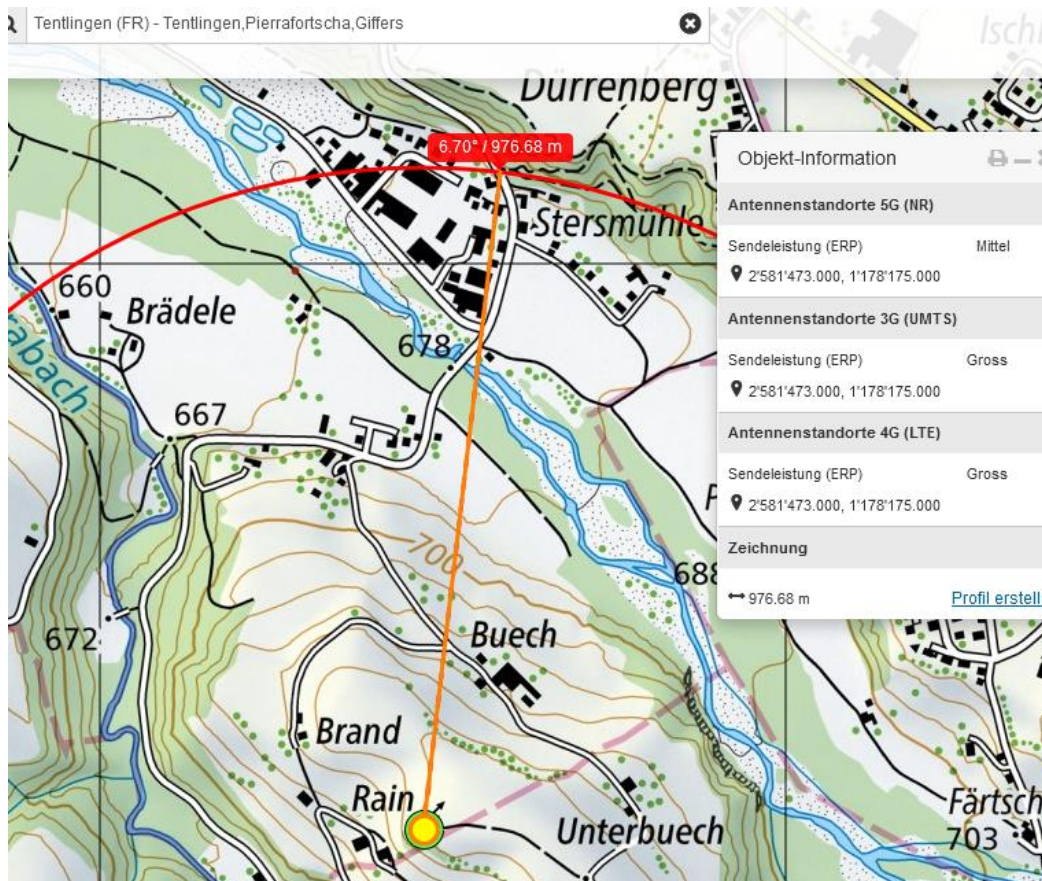 Tentlingen (FR) - Tentlingen,Pierrafortscha,Giffers
Dürrenberg
6.70° / 976.68 m
Stersmühle
660
Brädele
678
667
700
688
672
Buech
Brand
Rain
Unterbuech
703
Objekt-Information
Antennenstandorte 5G (NR)
Sendeleistung (ERP) Mittel
2'581'473.000, 1'178'175.000
Antennenstandorte 3G (UMTS)
Sendeleistung (ERP) Gross
2'581'473.000, 1'178'175.000
Antennenstandorte 4G (LTE)
Sendeleistung (ERP) Gross
2'581'473.000, 1'178'175.000
Zeichnung
976.68 m Profil erstell